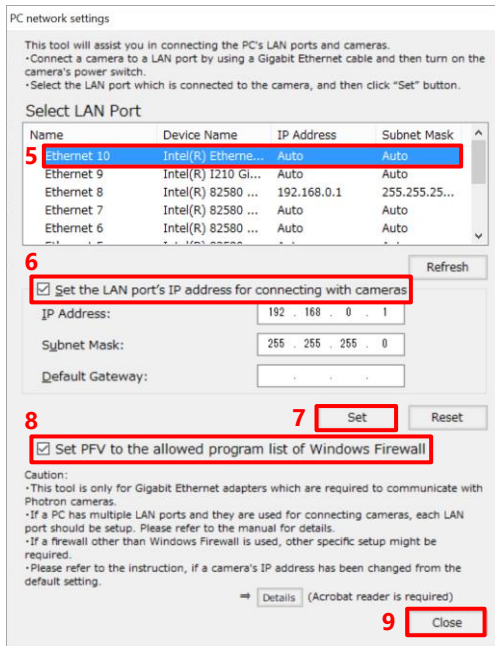 PC network settings
This tool will assist you in connecting the PC's LAN ports and cameras.
・Connect a camera to a LAN port by using a Gigabit Ethernet cable and then turn on the
camera's power switch.
・Select the LAN port which is connected to the camera, and then click "Set" button.
Select LAN Port
Name Device Name IP Address Subnet Mask
5 Ethernet 10 Intel(R) Etherne... Auto Auto
Ethernet 9 Intel(R) I210 Gi... Auto Auto
Ethernet 8 Intel(R) 82580 ... 192.168.0.1 255.255.25...
Ethernet 7 Intel(R) 82580 ... Auto Auto
Ethernet 6 Intel(R) 82580 ... Auto Auto
6
Refresh
Set the LAN port's IP address for connecting with cameras
IP Address: 192 . 168 . 0 . 1
Subnet Mask: 255 . 255 . 255 . 0
Default Gateway: . . .
7 Set Reset
8
Set PFV to the allowed program list of Windows Firewall
Caution:
・This tool is only for Gigabit Ethernet adapters which are required to communicate with
Photron cameras.
・If a PC has multiple LAN ports and they are used for connecting cameras, each LAN
port should be setup. Please refer to the manual for details.
・If a firewall other than Windows Firewall is used, other specific setup might be
required.
・Please refer to the instruction, if a camera's IP address has been changed from the
default setting.
⇒ Details (Acrobat reader is required)
9 Close